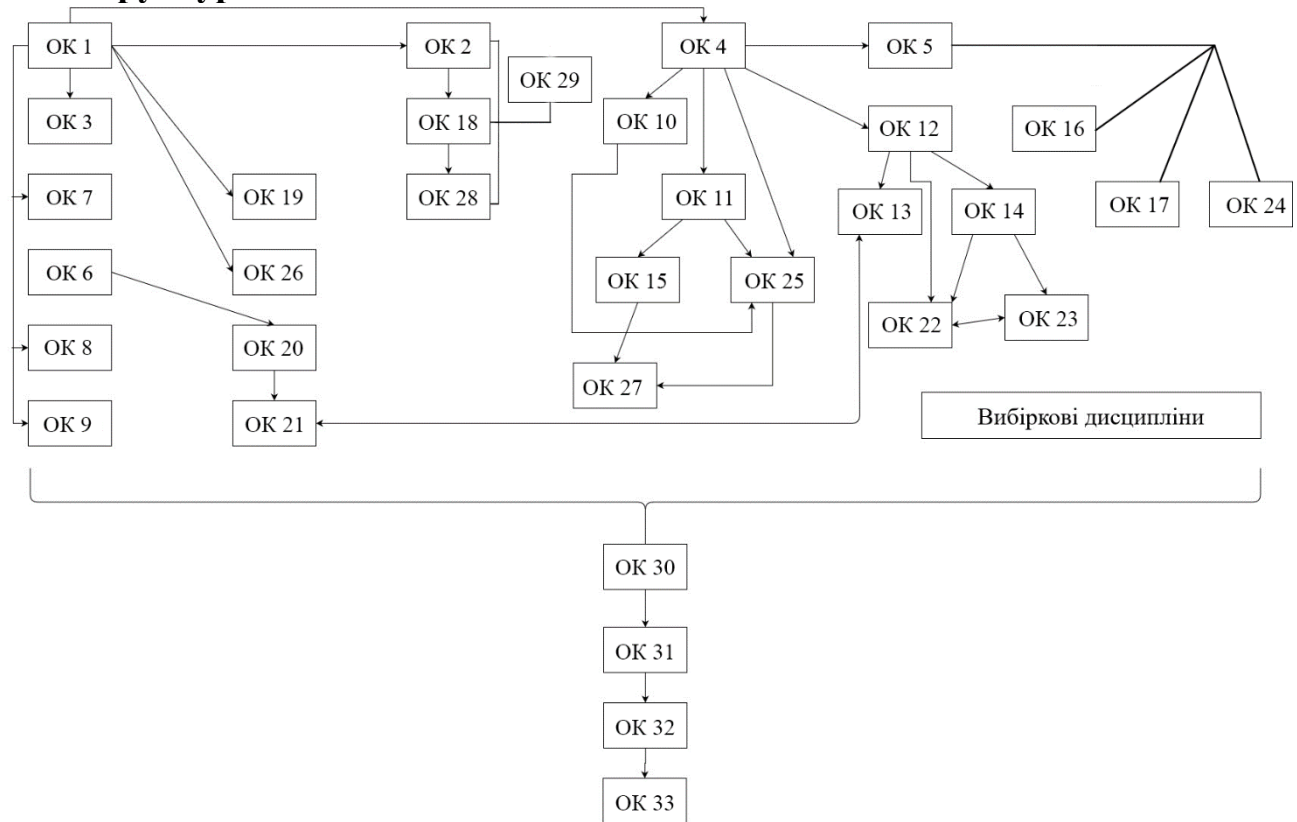 ОК 1
ОК 2
ОК 4
ОК 5
ОК 29
ОК 3
ОК 18
ОК 10
ОК 12
ОК 16
ОК 7
ОК 19
ОК 28
ОК 11
ОК 13
ОК 14
ОК 17
ОК 24
ОК 6
ОК 26
ОК 15
ОК 25
ОК 22
ОК 23
ОК 8
ОК 20
ОК 27
ОК 9
ОК 21
Вибіркові дисципліни
ОК 30
ОК 31
ОК 32
ОК 33